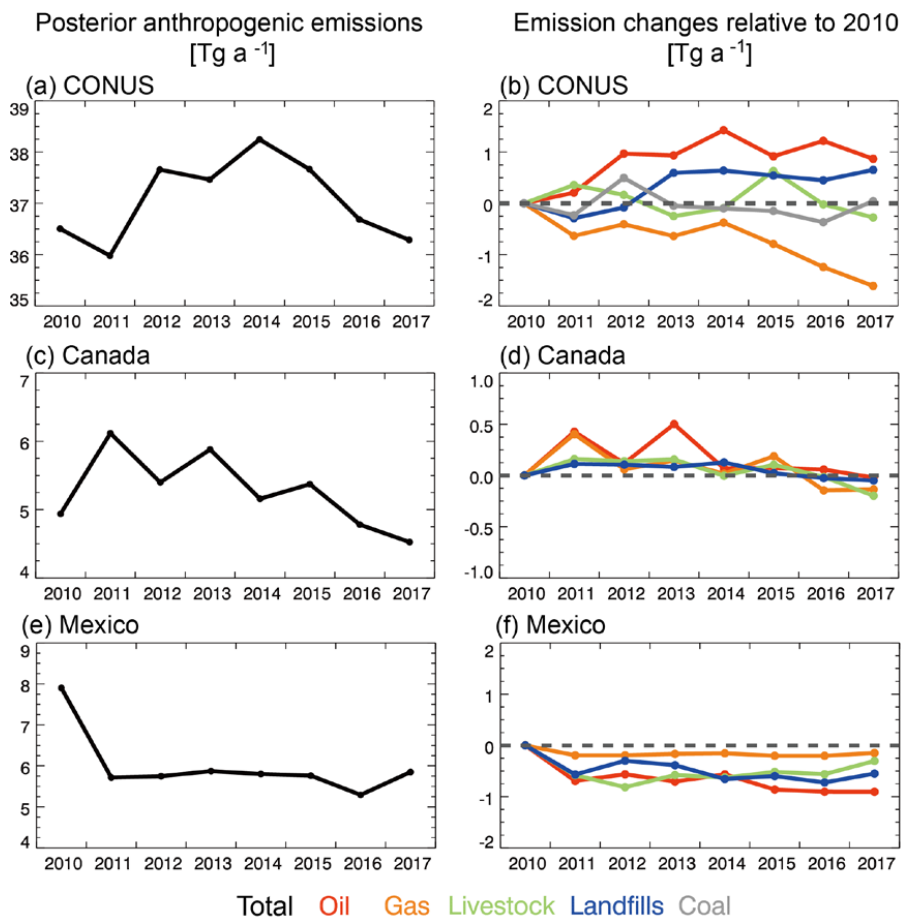 Posterior anthropogenic emissions
[Tg a ⁻¹]
Emission changes relative to 2010
[Tg a ⁻¹]
(a) CONUS
39
38
37
36
35
2010 2011 2012 2013 2014 2015 2016 2017
(b) CONUS
2
1
0
-1
-2
2010 2011 2012 2013 2014 2015 2016 2017
(c) Canada
7
6
5
4
2010 2011 2012 2013 2014 2015 2016 2017
(d) Canada
1.0
0.5
0.0
-0.5
-1.0
2010 2011 2012 2013 2014 2015 2016 2017
(e) Mexico
9
8
7
6
5
4
2010 2011 2012 2013 2014 2015 2016 2017
(f) Mexico
2
1
0
-1
-2
2010 2011 2012 2013 2014 2015 2016 2017
Total Oil Gas Livestock Landfills Coal